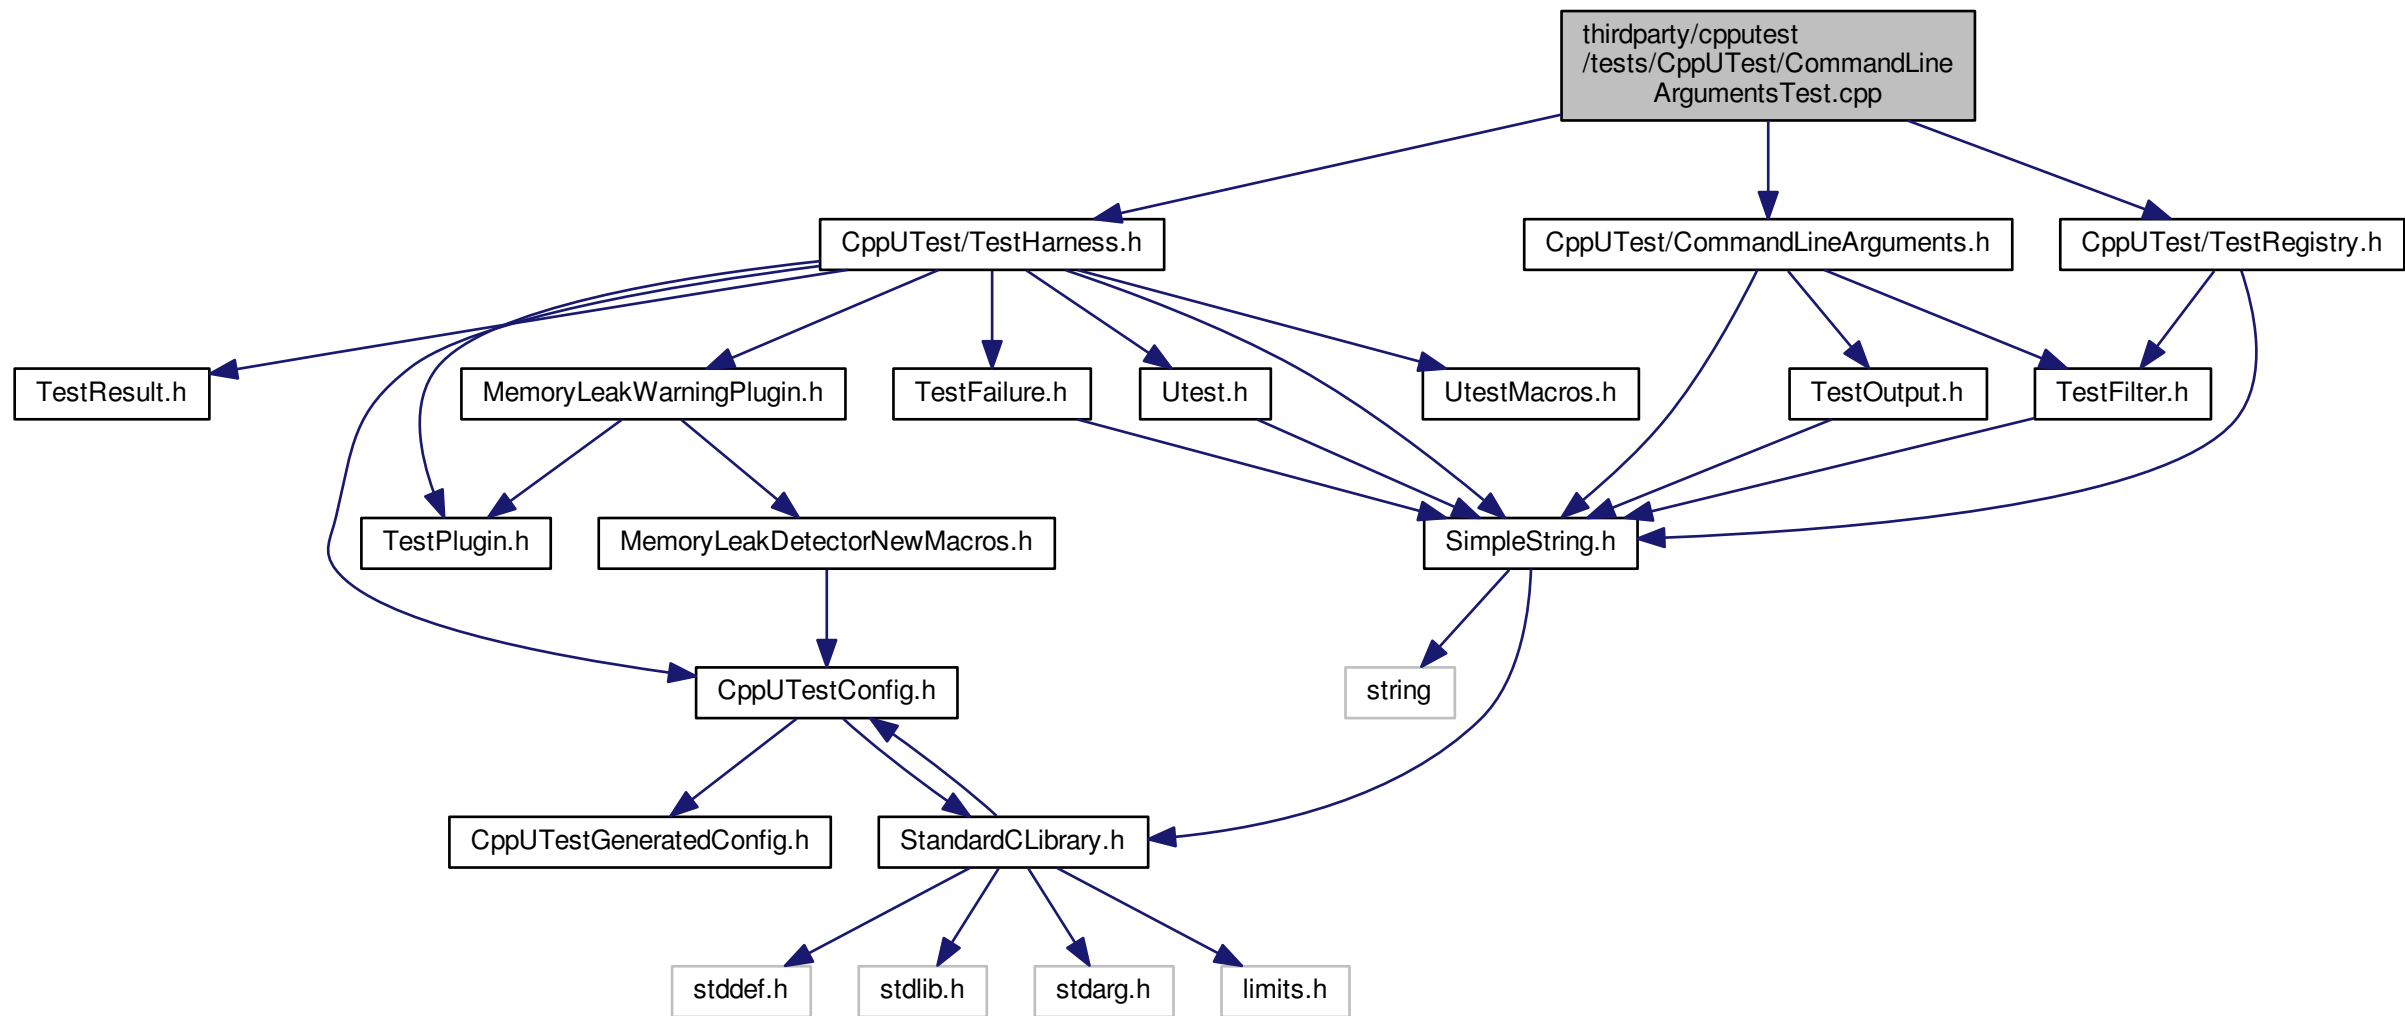 thirdparty/cpputest
/tests/CppUTest/CommandLine
ArgumentsTest.cpp
CppUTest/TestHarness.h
CppUTest/CommandLineArguments.h
CppUTest/TestRegistry.h
TestResult.h
MemoryLeakWarningPlugin.h
TestFailure.h
Utest.h
UtestMacros.h
TestOutput.h
TestFilter.h
TestPlugin.h
MemoryLeakDetectorNewMacros.h
SimpleString.h
CppUTestConfig.h
string
CppUTestGeneratedConfig.h
StandardCLibrary.h
stddef.h
stdlib.h
stdarg.h
limits.h